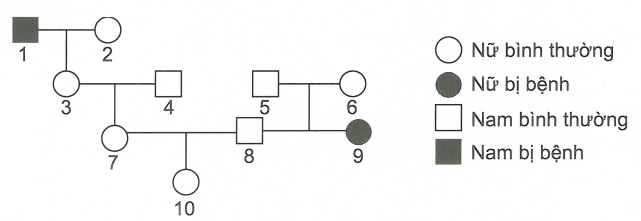 1
2
3
4
5
6
7
8
9
10
Nữ bình thường
Nữ bị bệnh
Nam bình thường
Nam bị bệnh